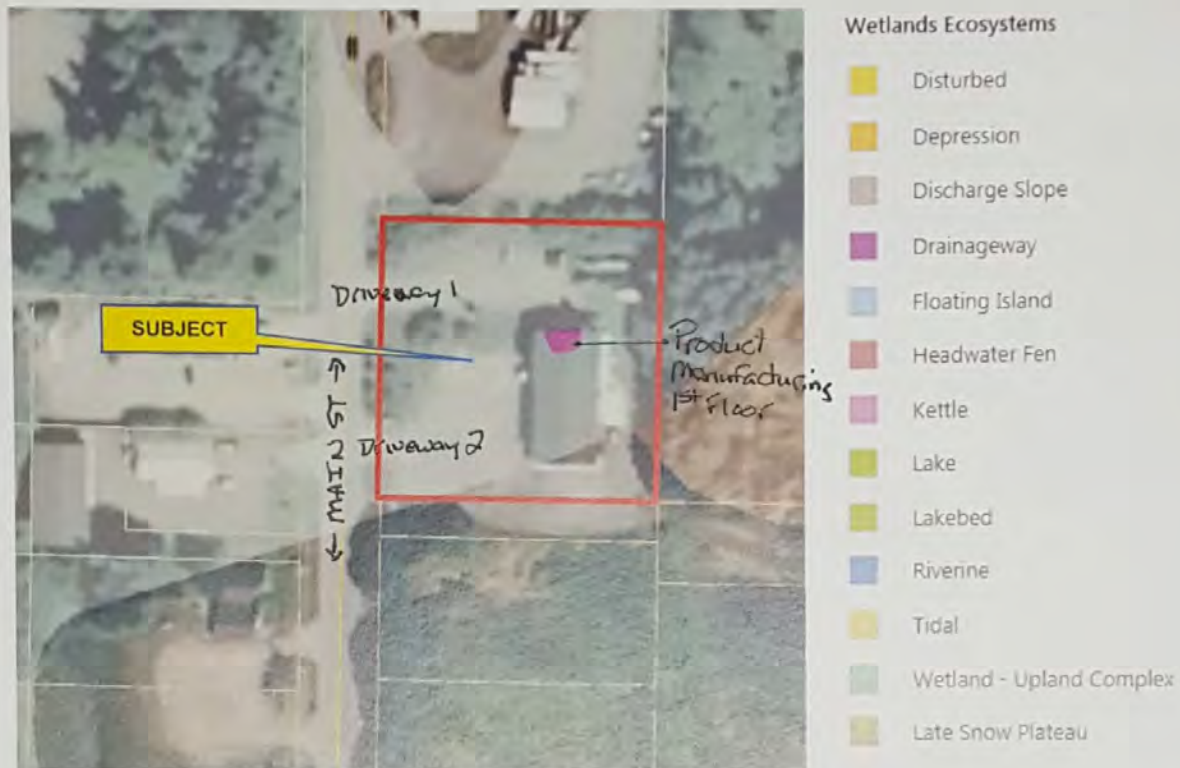 Wetlands Ecosystems
Disturbed
Depression
Discharge Slope
Drainageway
Floating Island
Headwater Fen
Kettle
Lake
Lakebed
Riverine
Tidal
Wetland - Upland Complex
Late Snow Plateau
Driveway 1
SUBJECT
Product
Manufacturing
1st Floor
MAIN ST
Driveway 2